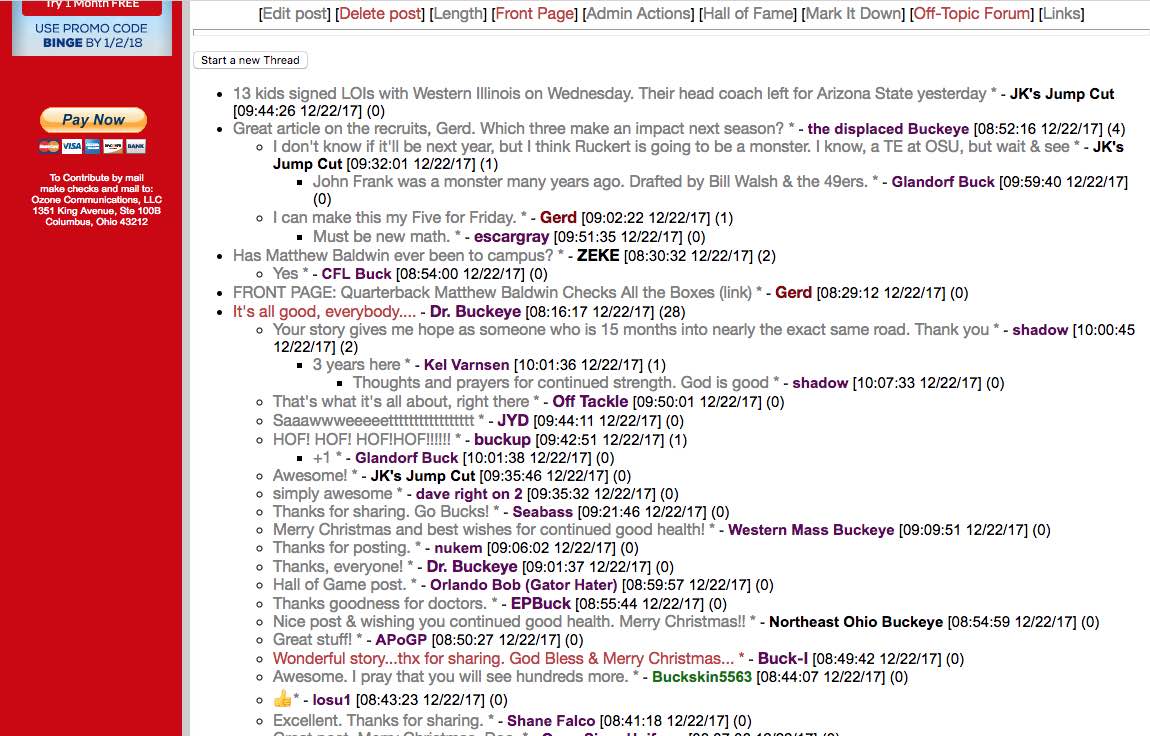 Try 1 Month FREE
USE PROMO CODE
BINGE BY 1/2/18
Pay Now
VISA
BANK
To Contribute by mail
make checks and mail to:
Ozone Communications, LLC
1351 King Avenue, Ste 100B
Columbus, Ohio 43212
[Edit post] [Delete post] [Length] [Front Page] [Admin Actions] [Hall of Fame] [Mark It Down] [Off-Topic Forum] [Links]
Start a new Thread
13 kids signed LOIs with Western Illinois on Wednesday. Their head coach left for Arizona State yesterday * - JK's Jump Cut
[09:44:26 12/22/17] (0)
Great article on the recruits, Gerd. Which three make an impact next season? * - the displaced Buckeye [08:52:16 12/22/17] (4)
I don't know if it'll be next year, but I think Ruckert is going to be a monster. I know, a TE at OSU, but wait & see * - JK's
Jump Cut [09:32:01 12/22/17] (1)
John Frank was a monster many years ago. Drafted by Bill Walsh & the 49ers. * - Glandorf Buck [09:59:40 12/22/17]
(0)
I can make this my Five for Friday. * - Gerd [09:02:22 12/22/17] (1)
Must be new math. * - escargray [09:51:35 12/22/17] (0)
Has Matthew Baldwin ever been to campus? * - ZEKE [08:30:32 12/22/17] (2)
Yes * - CFL Buck [08:54:00 12/22/17] (0)
FRONT PAGE: Quarterback Matthew Baldwin Checks All the Boxes (link) * - Gerd [08:29:12 12/22/17] (0)
It's all good, everybody.... - Dr. Buckeye [08:16:17 12/22/17] (28)
Your story gives me hope as someone who is 15 months into nearly the exact same road. Thank you * - shadow [10:00:45
12/22/17] (2)
3 years here * - Kel Varnsen [10:01:36 12/22/17] (1)
Thoughts and prayers for continued strength. God is good * - shadow [10:07:33 12/22/17] (0)
That's what it's all about, right there * - Off Tackle [09:50:01 12/22/17] (0)
Saaawwweeeeetttttttttttttttttt * - JYD [09:44:11 12/22/17] (0)
HOF! HOF! HOF!HOF!!!!!! * - buckup [09:42:51 12/22/17] (1)
+1 * - Glandorf Buck [10:01:38 12/22/17] (0)
Awesome! * - JK's Jump Cut [09:35:46 12/22/17] (0)
simply awesome * - dave right on 2 [09:35:32 12/22/17] (0)
Thanks for sharing. Go Bucks! * - Seabass [09:21:46 12/22/17] (0)
Merry Christmas and best wishes for continued good health! * - Western Mass Buckeye [09:09:51 12/22/17] (0)
Thanks for posting. * - nukem [09:06:02 12/22/17] (0)
Thanks, everyone! * - Dr. Buckeye [09:01:37 12/22/17] (0)
Hall of Game post. * - Orlando Bob (Gator Hater) [08:59:57 12/22/17] (0)
Thanks goodness for doctors. * - EPBuck [08:55:44 12/22/17] (0)
Nice post & wishing you continued good health. Merry Christmas!! * - Northeast Ohio Buckeye [08:54:59 12/22/17] (0)
Great stuff! * - APoGP [08:50:27 12/22/17] (0)
Wonderful story...thx for sharing. God Bless & Merry Christmas... * - Buck-I [08:49:42 12/22/17] (0)
Awesome. I pray that you will see hundreds more. * - Buckskin5563 [08:44:07 12/22/17] (0)
👍* - losu1 [08:43:23 12/22/17] (0)
Excellent. Thanks for sharing. * - Shane Falco [08:41:18 12/22/17] (0)